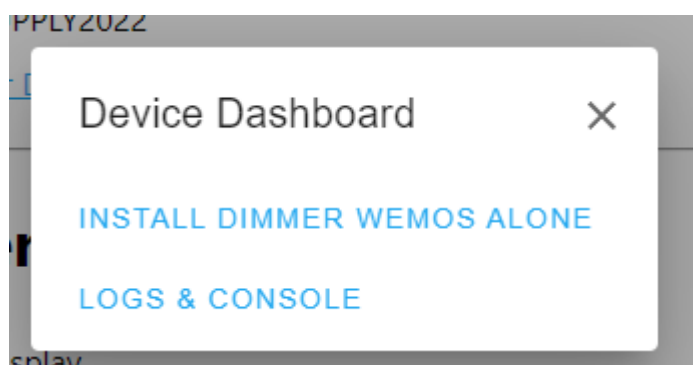 PPLY2022
Device Dashboard
INSTALL DIMMER WEMOS ALONE
LOGS & CONSOLE
splay